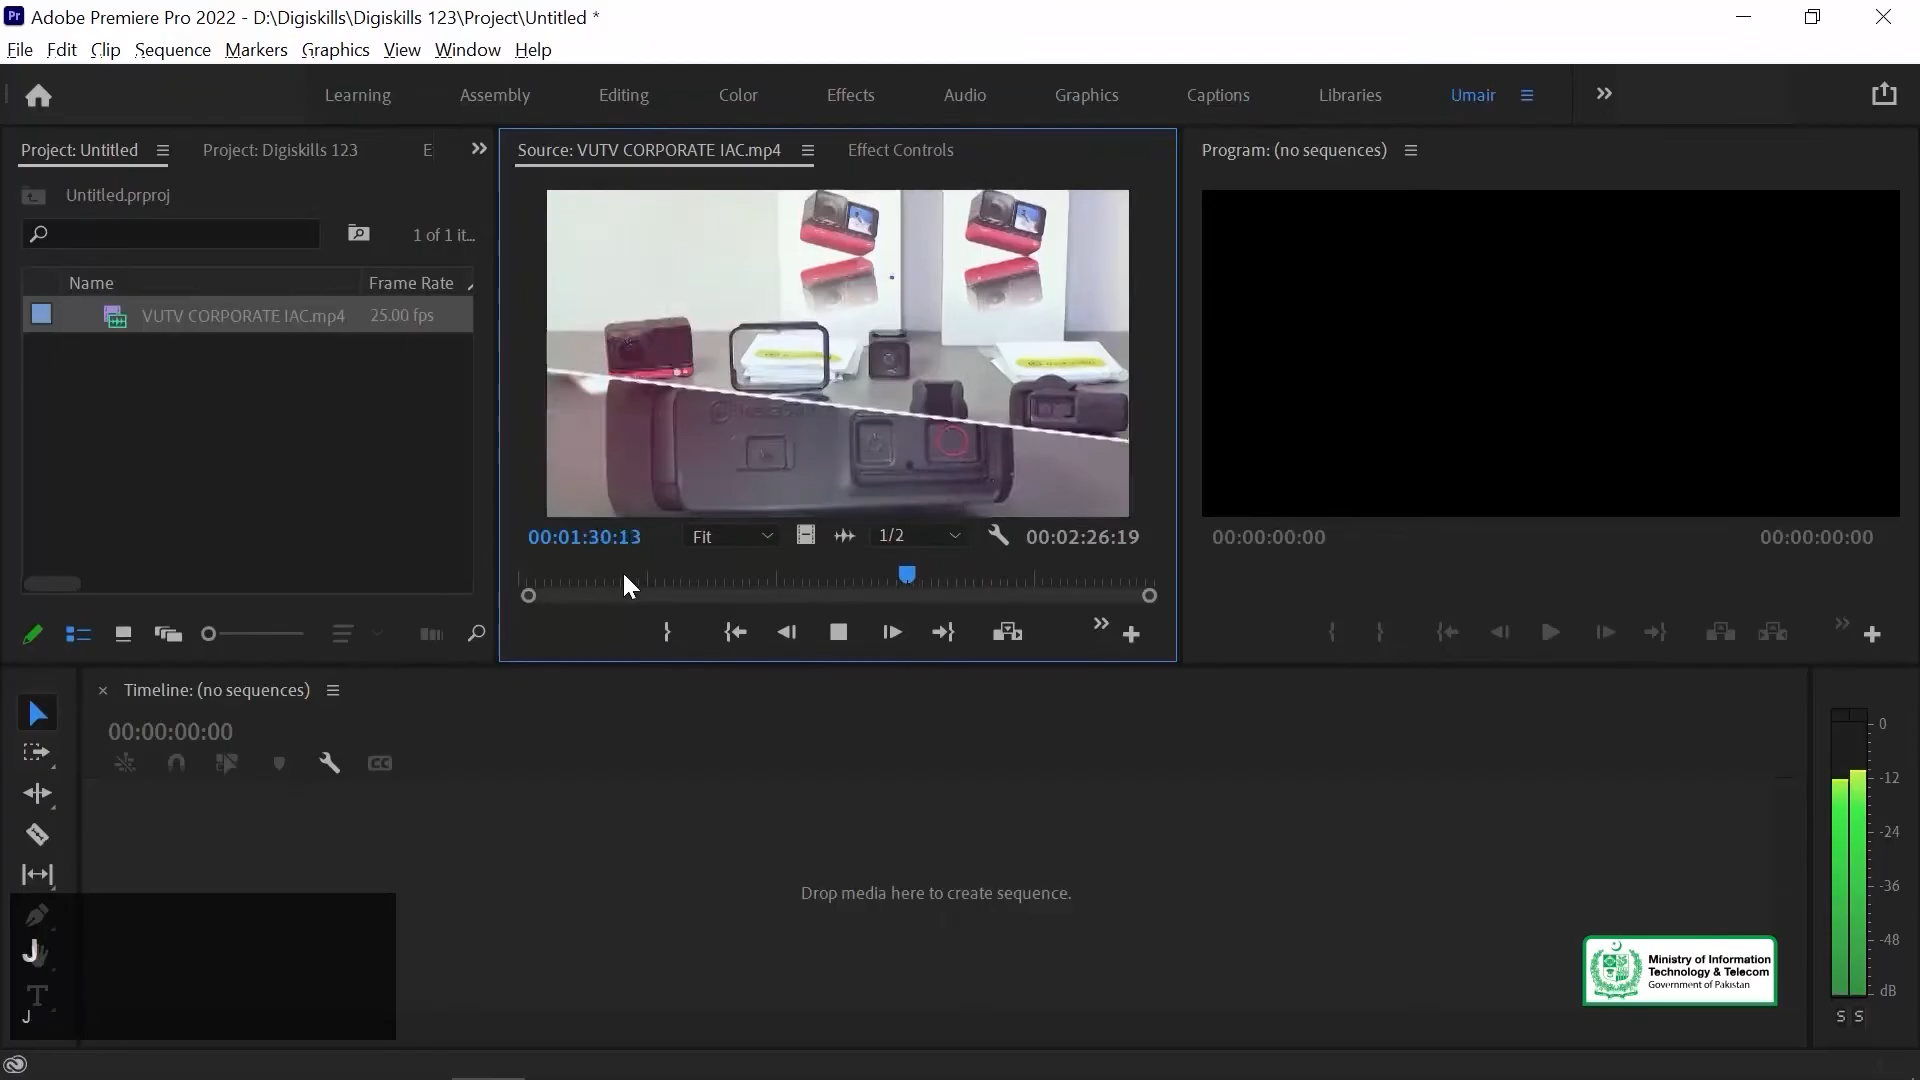 Pr Adobe Premiere Pro 2022 - D:\Digiskills\Digiskills 123\Project\Untitled *
File Edit Clip Sequence Markers Graphics View Window Help
Learning Assembly Editing Color Effects Audio Graphics Captions Libraries Umair
Project: Untitled Project: Digiskills 123 E Source: VUTV CORPORATE IAC.mp4 Effect Controls Program: (no sequences)
Untitled.prproj
1 of 1 it...
Name Frame Rate
VUTV CORPORATE IAC.mp4 25.00 fps
00:01:30:13 Fit 1/2 00:02:26:19 00:00:00:00 00:00:00:00
Timeline: (no sequences)
00:00:00:00
CC
Drop media here to create sequence.
0
-12
-24
-36
-48
dB
S S
J
T
J
Ministry of Information
Technology & Telecom
Government of Pakistan